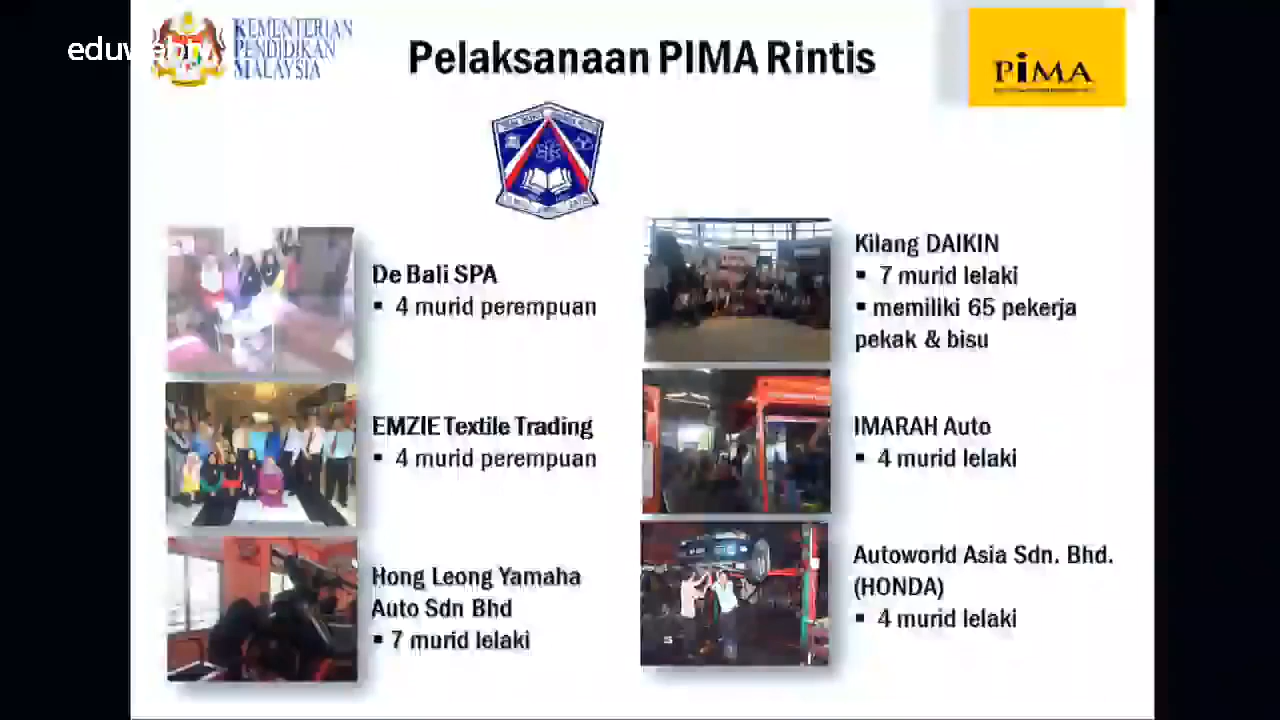 eduwebtv
KEMENTERIAN
PENDIDIKAN
MALAYSIA
Pelaksanaan PIMA Rintis
PiMA
De Bali SPA
▪ 4 murid perempuan
EMZIE Textile Trading
▪ 4 murid perempuan
Hong Leong Yamaha
Auto Sdn Bhd
▪ 7 murid lelaki
Kilang DAIKIN
▪ 7 murid lelaki
▪ memiliki 65 pekerja
pekak & bisu
IMARAH Auto
▪ 4 murid lelaki
Autoworld Asia Sdn. Bhd.
(HONDA)
▪ 4 murid lelaki